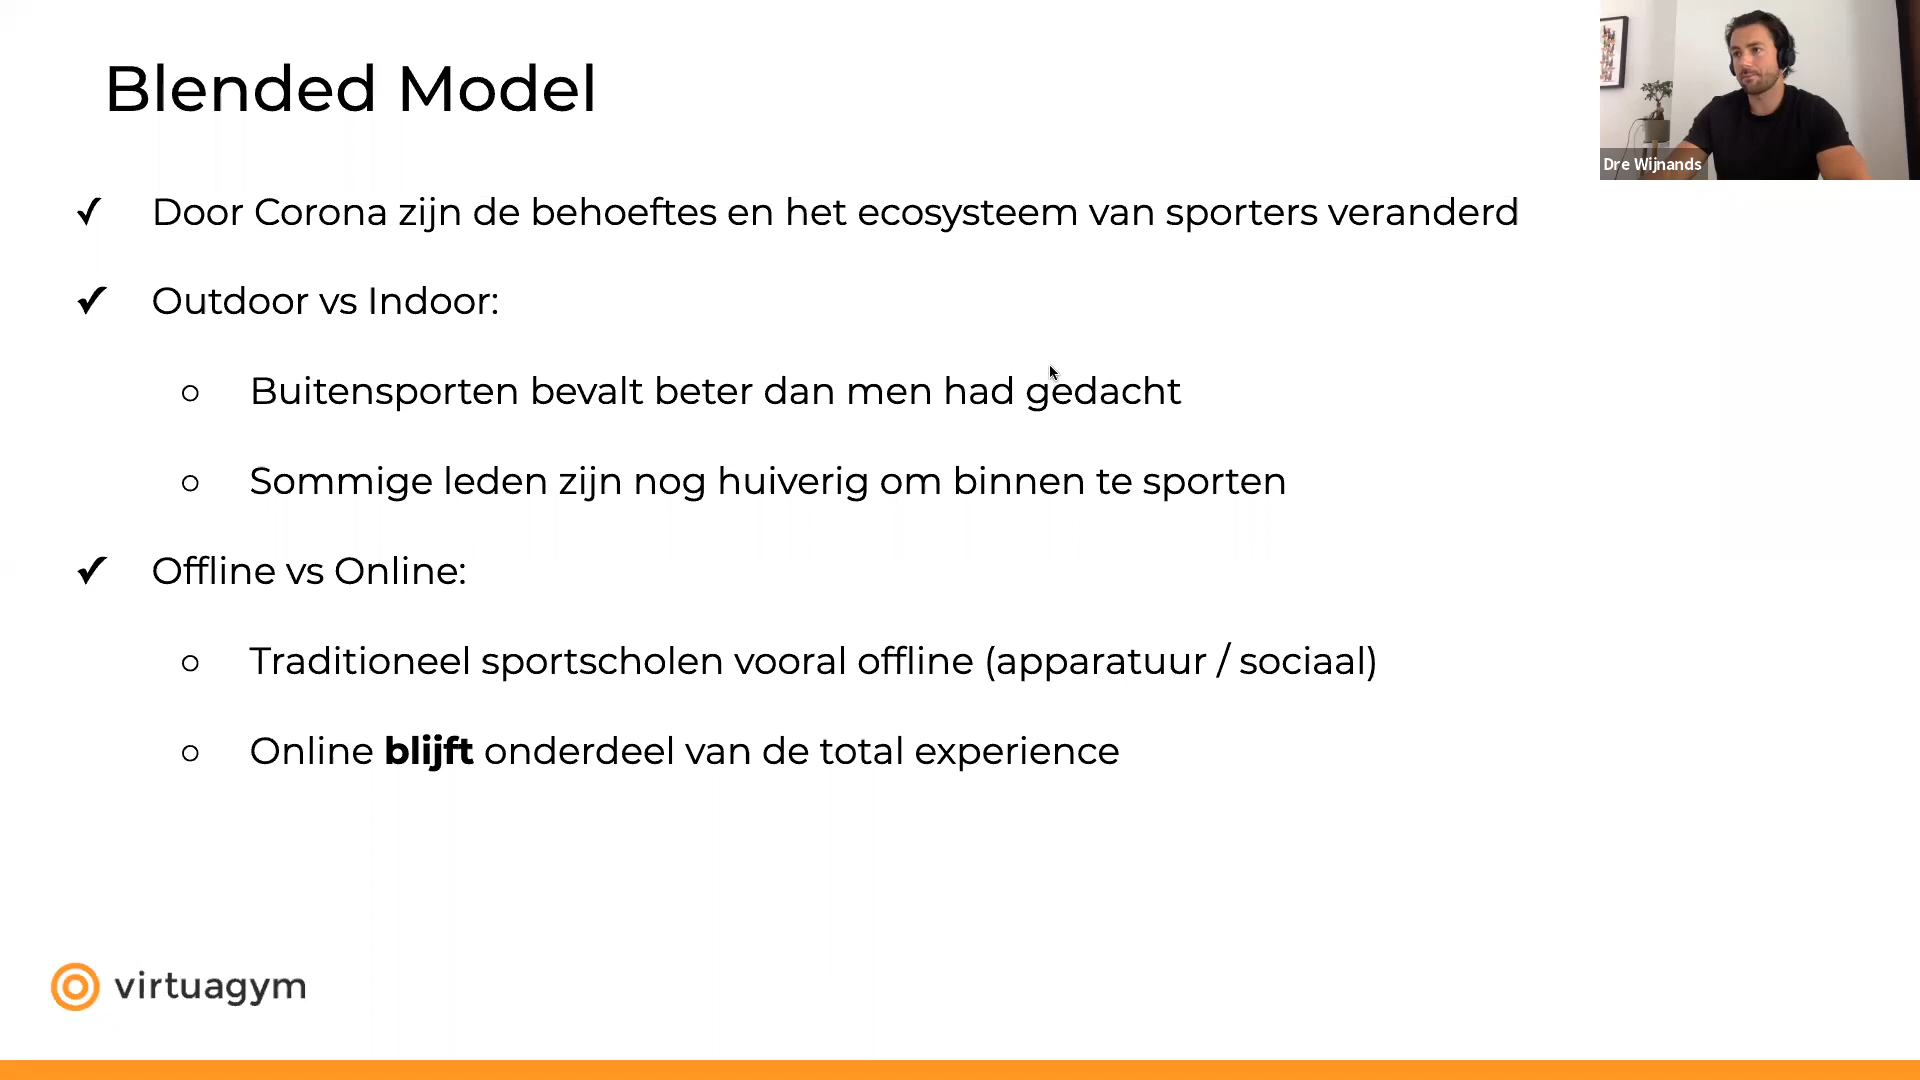 Blended Model
Dre Wijnands
✓ Door Corona zijn de behoeftes en het ecosysteem van sporters veranderd
✓ Outdoor vs Indoor:
○ Buitensporten bevalt beter dan men had gedacht
○ Sommige leden zijn nog huiverig om binnen te sporten
✓ Offline vs Online:
○ Traditioneel sportscholen vooral offline (apparatuur / sociaal)
○ Online blijft onderdeel van de total experience
virtuagym